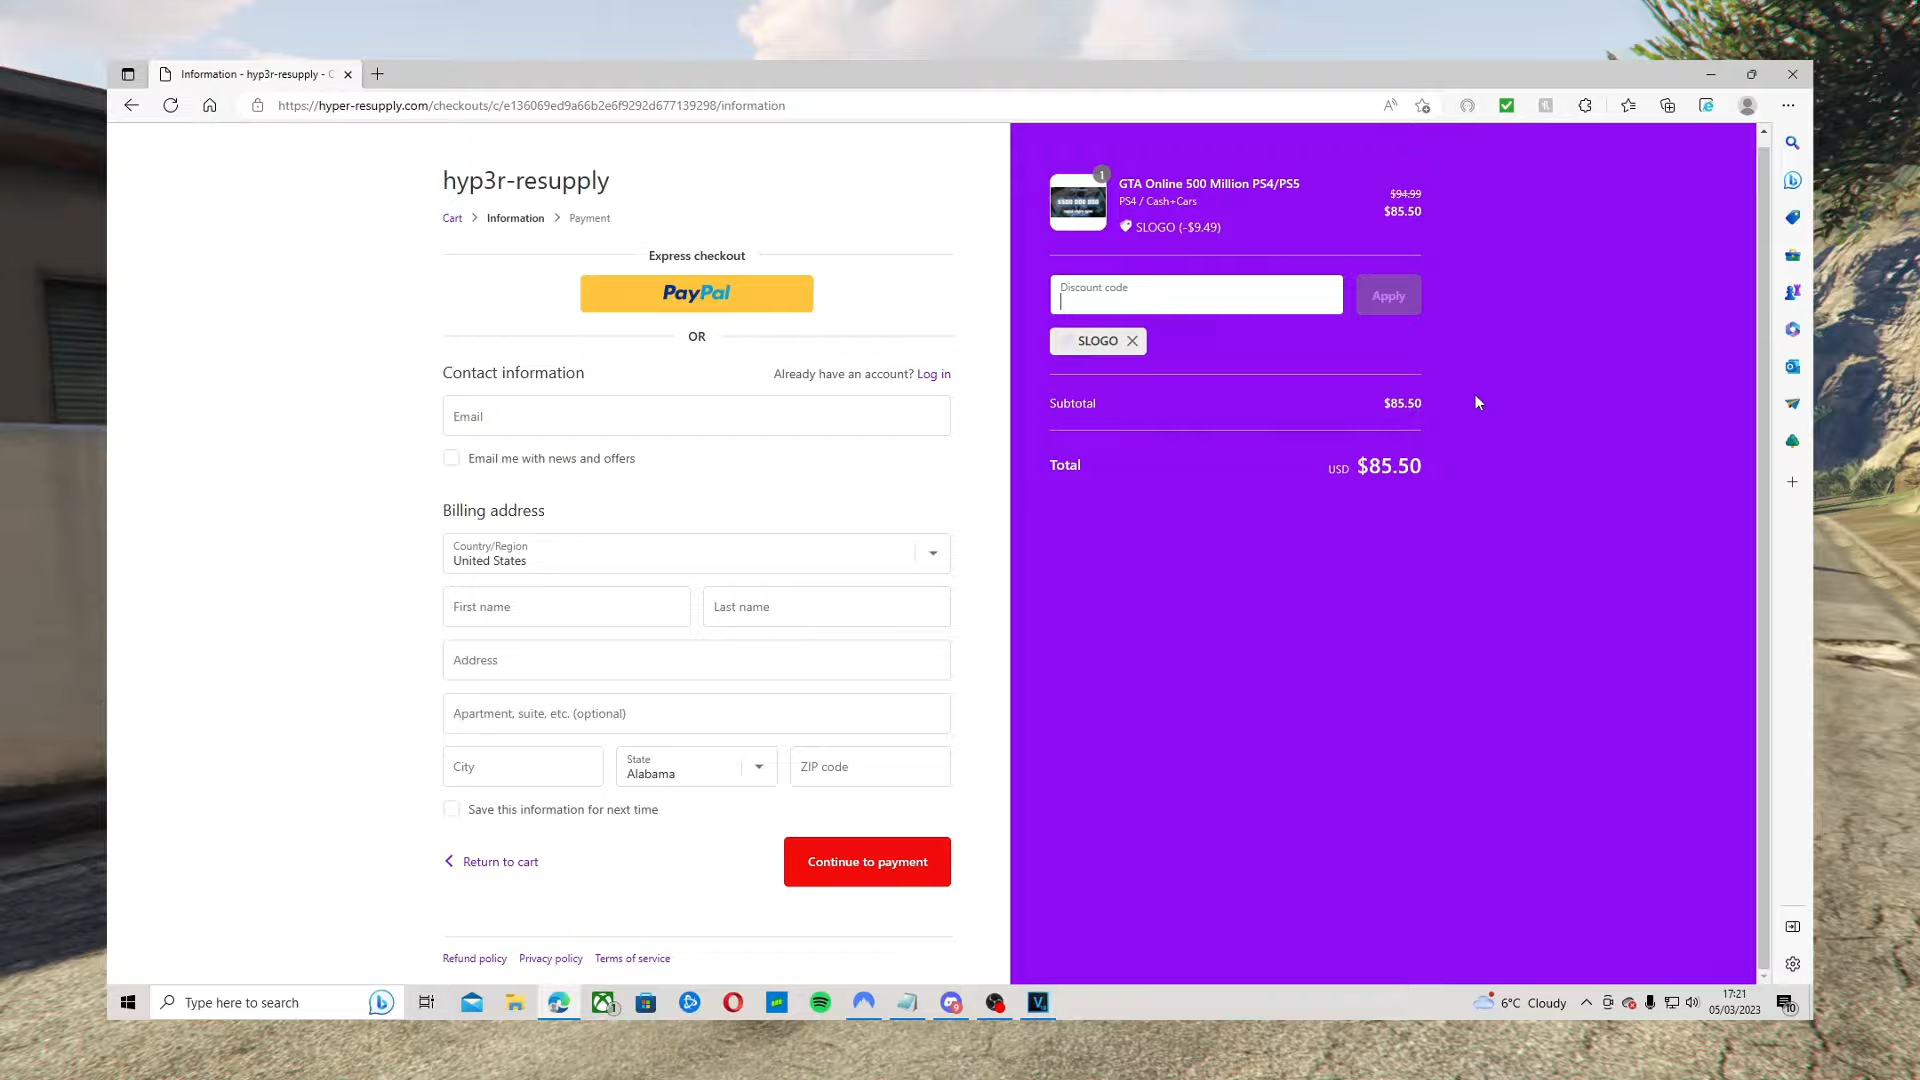 Information - hyp3r-resupply - C
https://hyper-resupply.com/checkouts/c/e136069ed9a66b2e6f9292d677139298/information
hyp3r-resupply
Cart > Information > Payment
Express checkout
PayPal
OR
Contact information
Already have an account? Log in
Email
Email me with news and offers
Billing address
Country/Region
United States
First name
Last name
Address
Apartment, suite, etc. (optional)
City
State
Alabama
ZIP code
Save this information for next time
Return to cart
Continue to payment
Refund policy Privacy policy Terms of service
1
GTA Online 500 Million PS4/PS5
$94.99
PS4 / Cash+Cars
$85.50
SLOGO (-$9.49)
Discount code
Apply
SLOGO
Subtotal $85.50
Total USD $85.50
Type here to search
6°C Cloudy
17:21
05/03/2023
10